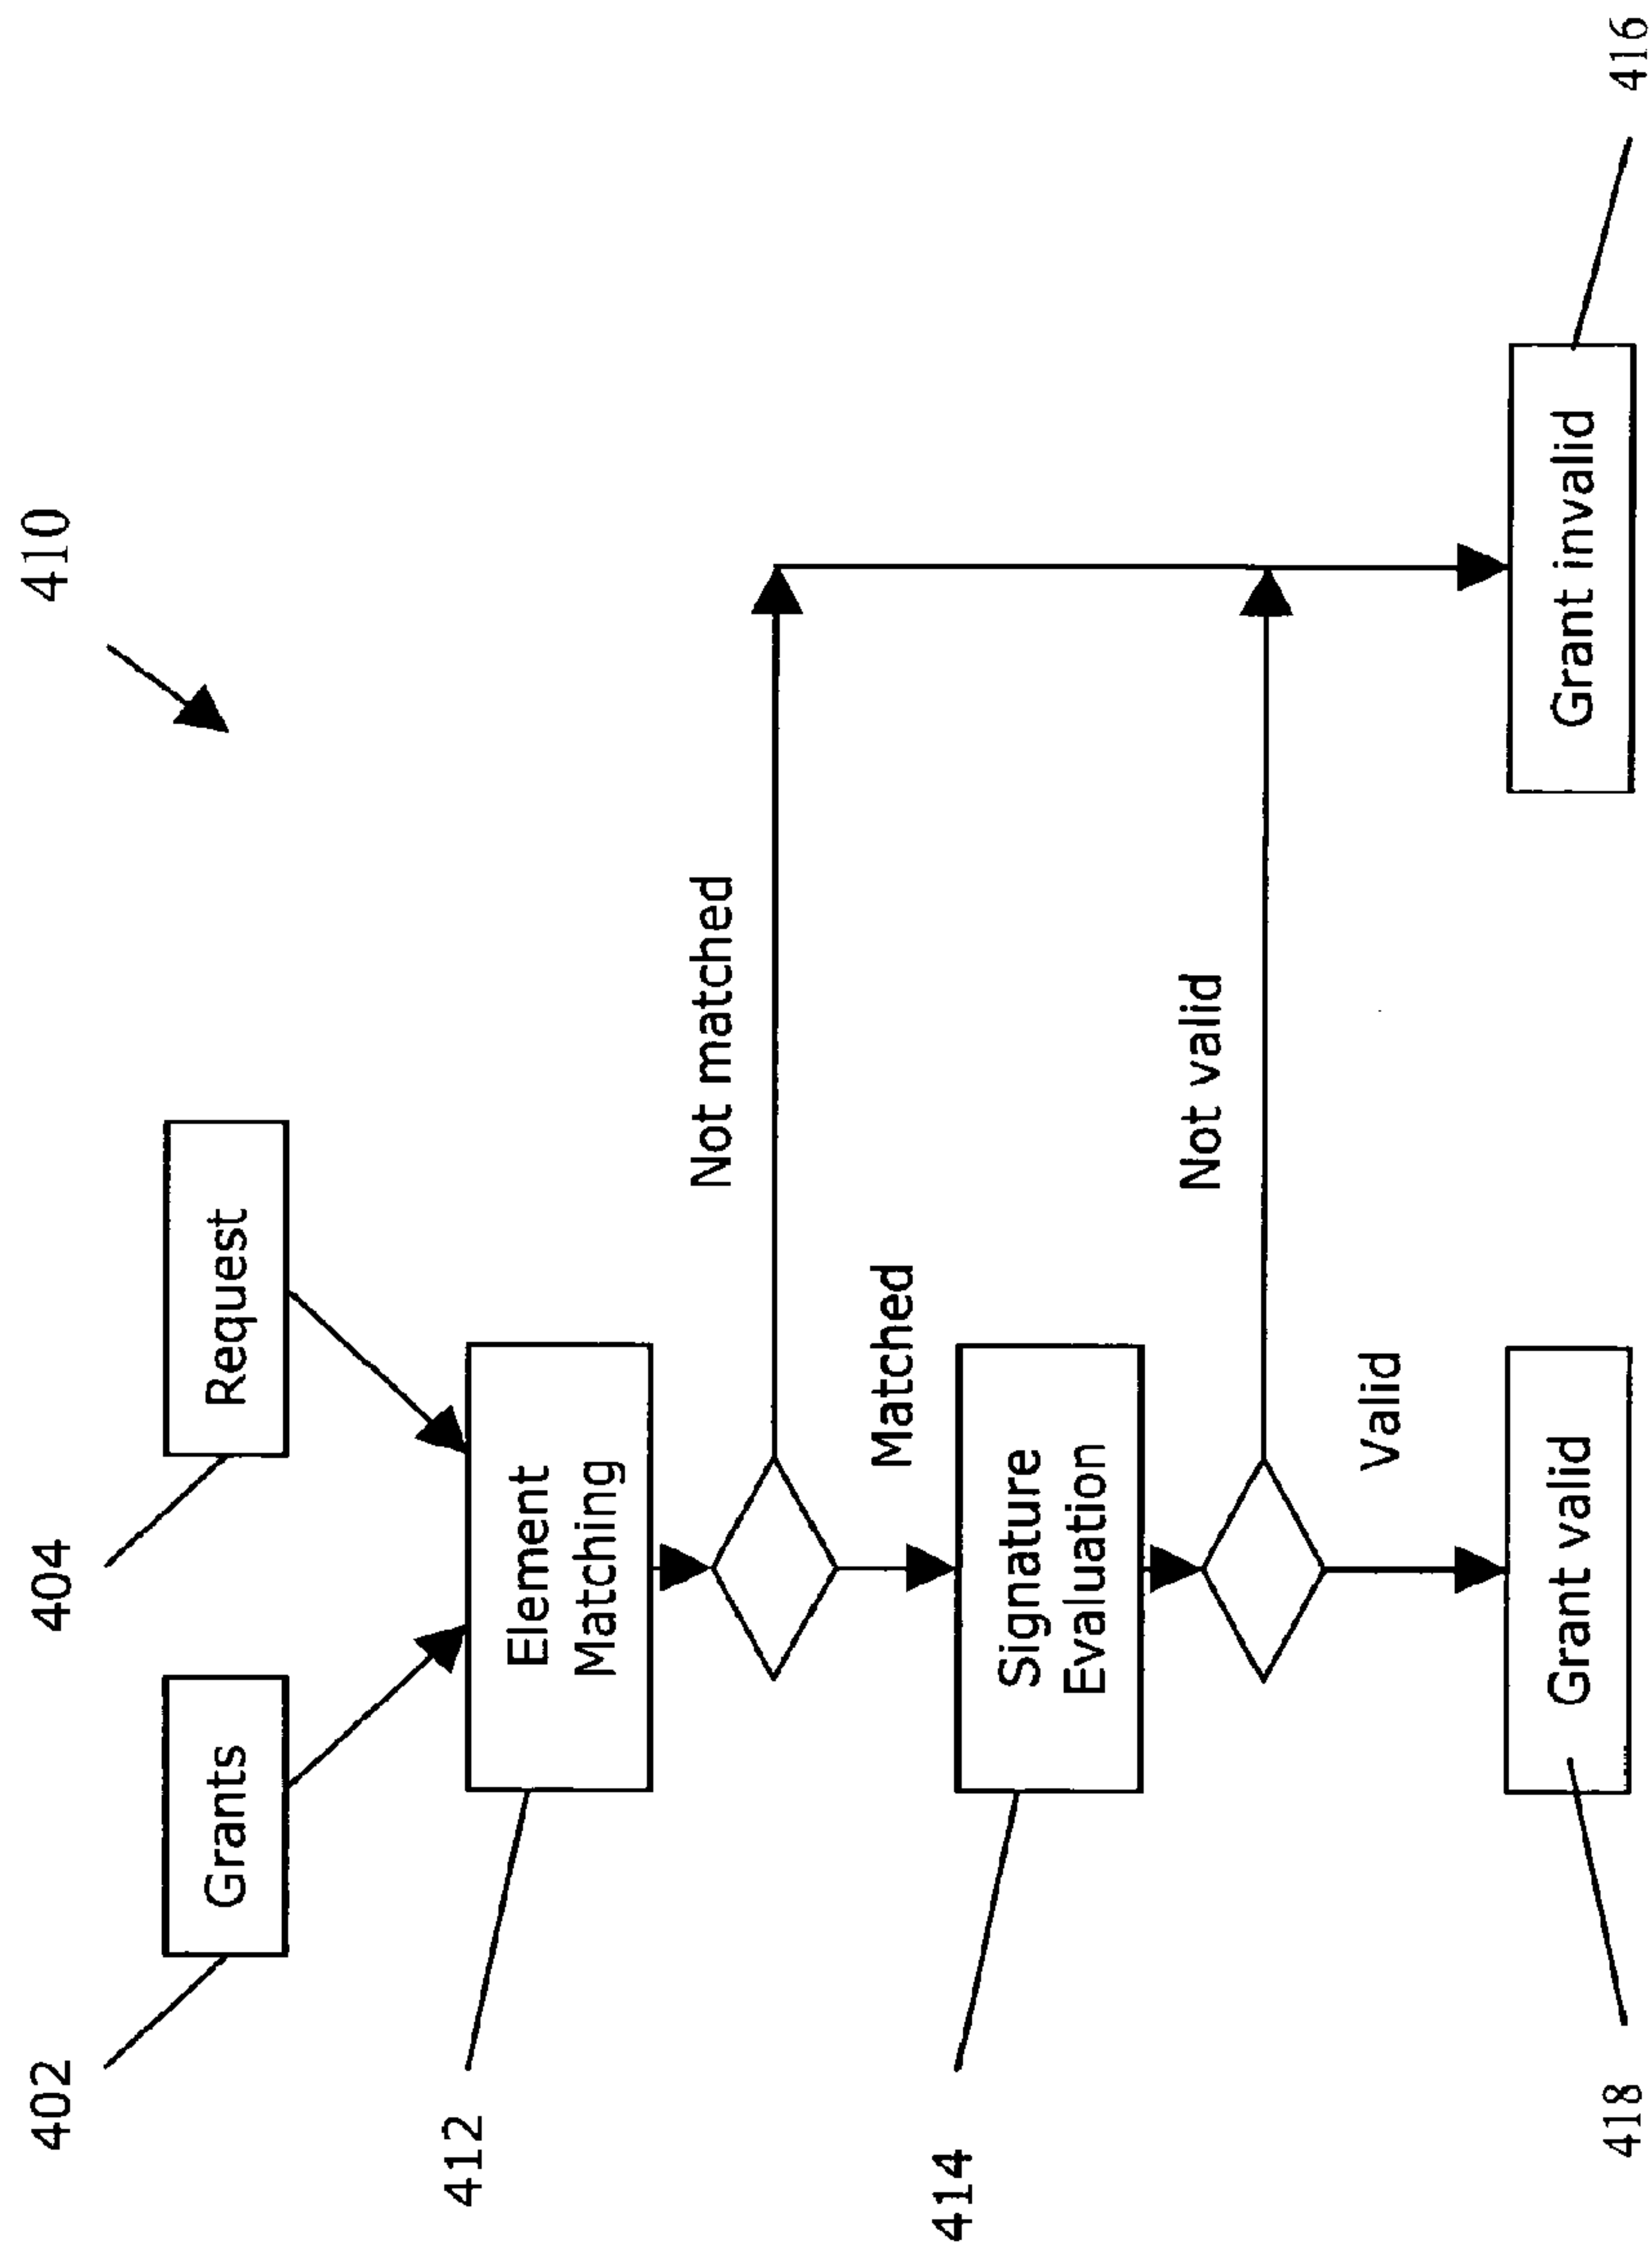 410
402
404
Grants
Request
412
Element
Matching
Not matched
Matched
414
Signature
Evaluation
Not valid
Valid
Grant valid
Grant invalid
418
416